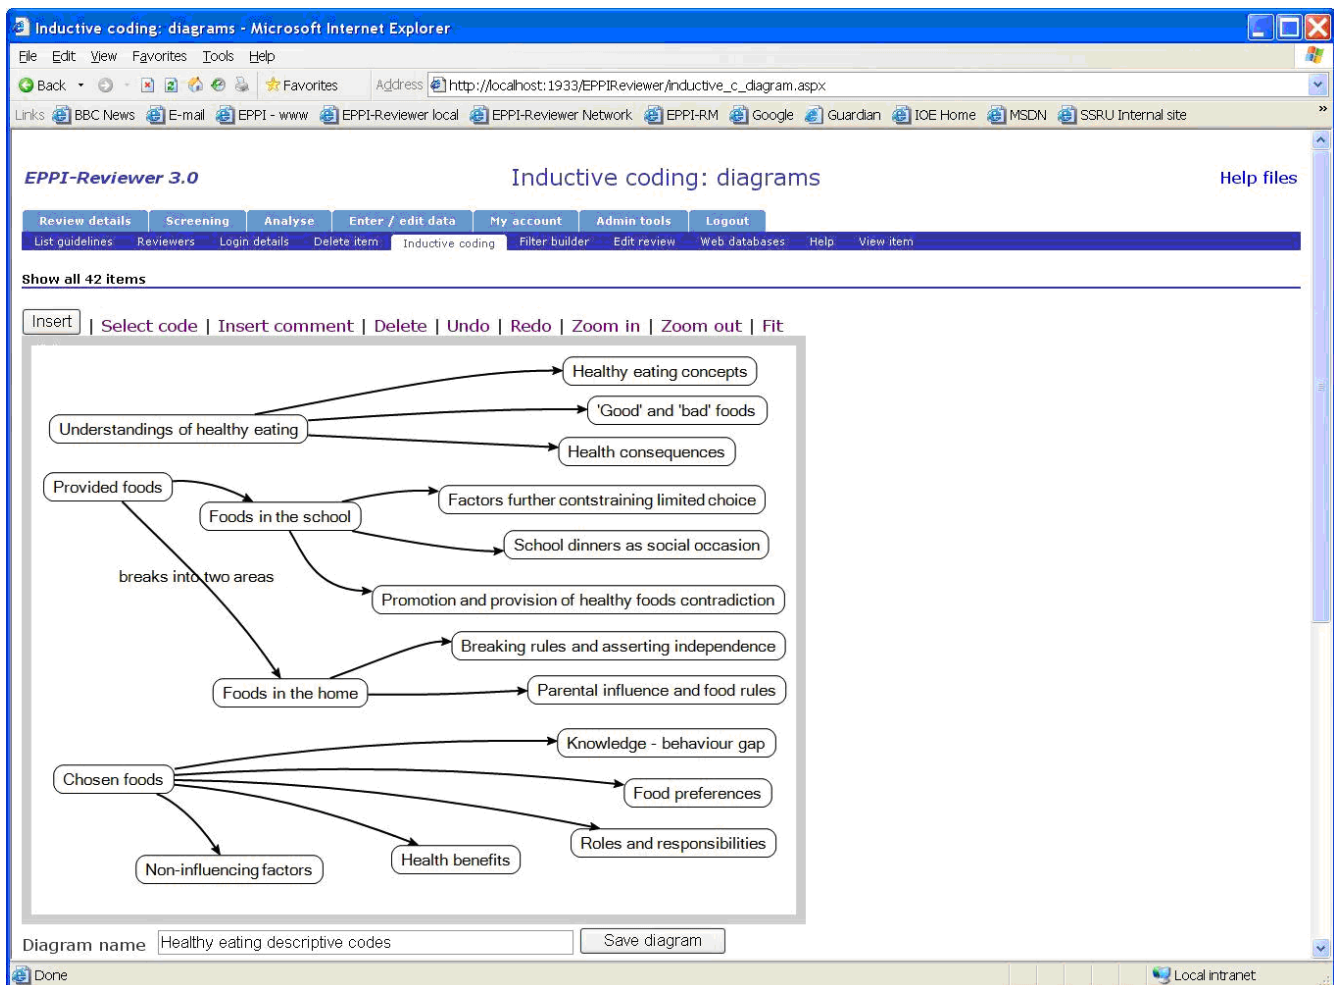 Inductive coding: diagrams - Microsoft Internet Explorer
File Edit View Favorites Tools Help
Back Favorites Address http://localhost:1933/EPPIReviewer/inductive_c_diagram.aspx
Links BBC News E-mail EPPI - www EPPI-Reviewer local EPPI-Reviewer Network EPPI-RM Google Guardian IOE Home MSDN SSRU Internal site »
EPPI-Reviewer 3.0 Inductive coding: diagrams Help files
Review details Screening Analyse Enter / edit data My account Admin tools Logout
List guidelines Reviewers Login details Delete item Inductive coding Filter builder Edit review Web databases Help View item
Show all 42 items
Insert | Select code | Insert comment | Delete | Undo | Redo | Zoom in | Zoom out | Fit
Healthy eating concepts
'Good' and 'bad' foods
Understandings of healthy eating
Health consequences
Provided foods
Factors further contstraining limited choice
Foods in the school
School dinners as social occasion
breaks into two areas
Promotion and provision of healthy foods contradiction
Breaking rules and asserting independence
Foods in the home
Parental influence and food rules
Knowledge - behaviour gap
Chosen foods
Food preferences
Roles and responsibilities
Health benefits
Non-influencing factors
Diagram name Healthy eating descriptive codes Save diagram
Done Local intranet